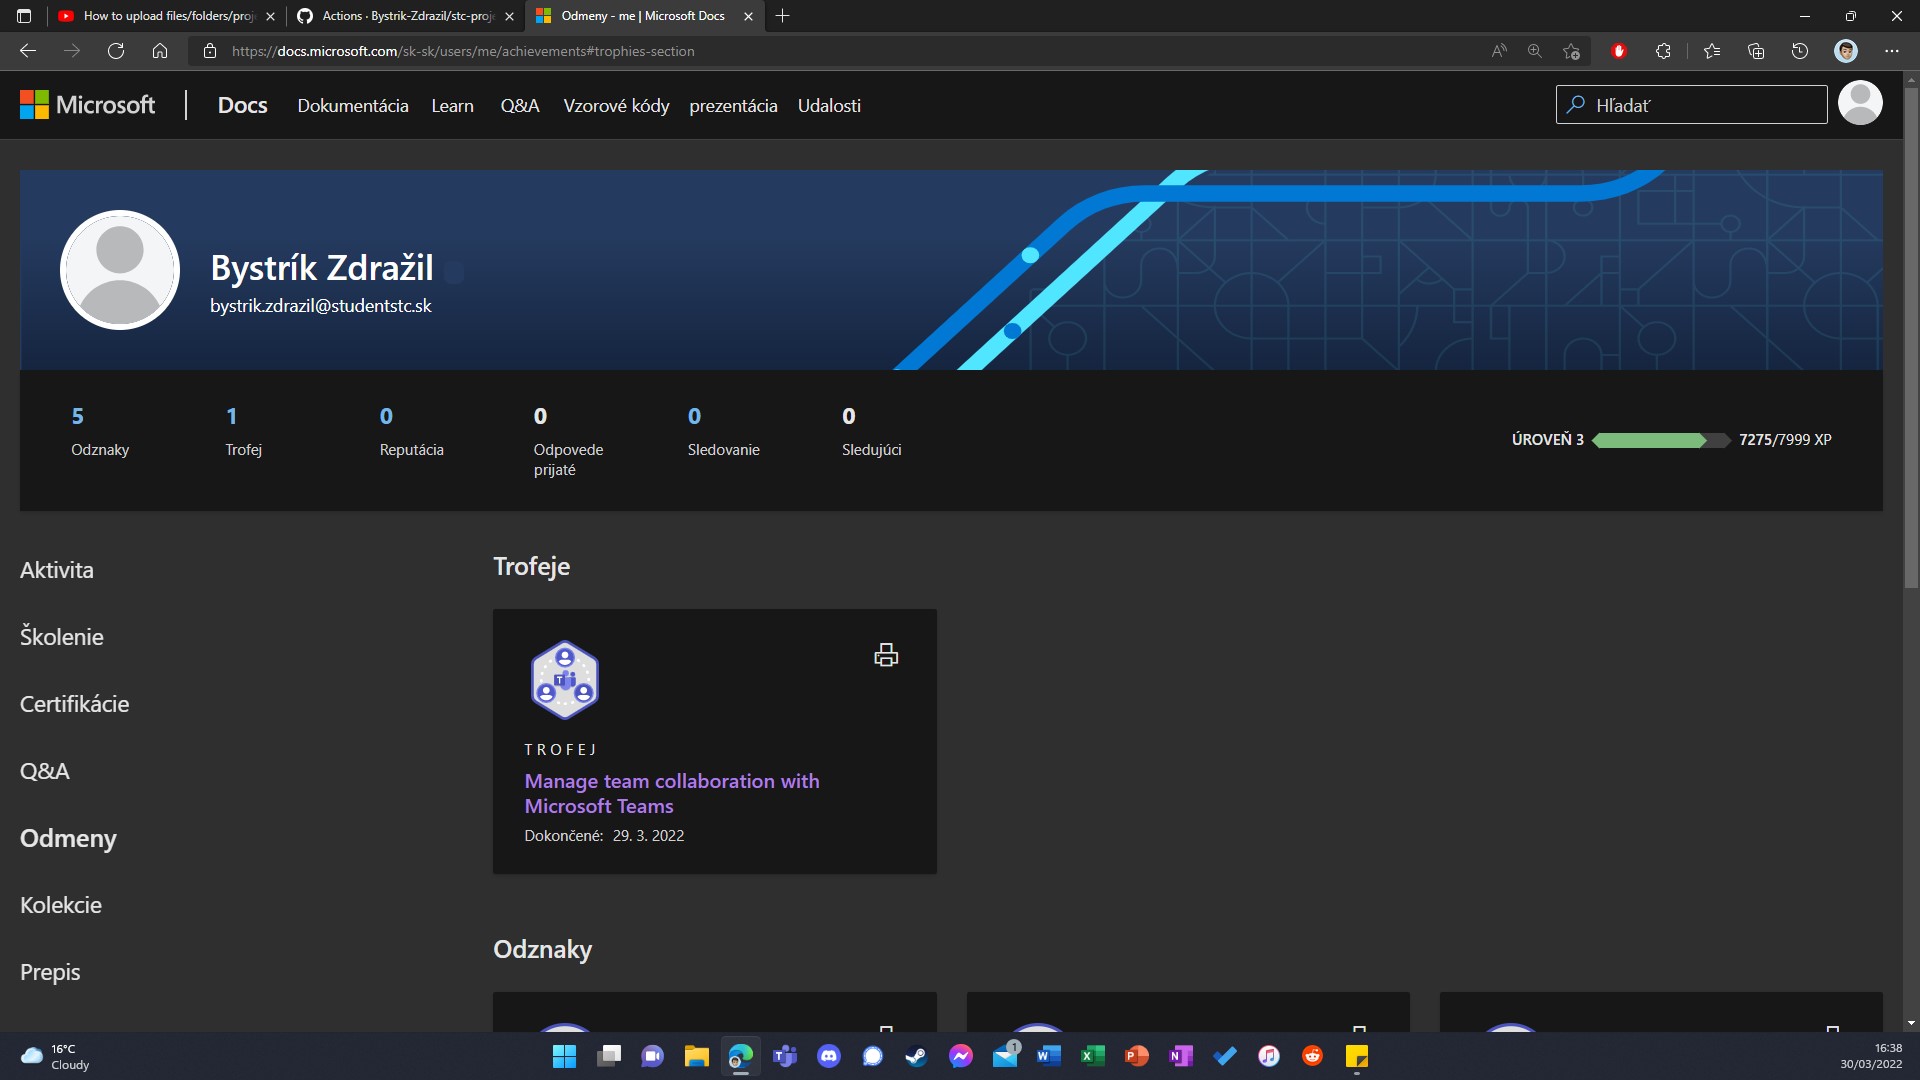 How to upload files/folders/proj
Actions · Bystrik-Zdrazil/stc-proje
Odmeny - me | Microsoft Docs
https://docs.microsoft.com/sk-sk/users/me/achievements#trophies-section
Microsoft
Docs
Dokumentácia
Learn
Q&A
Vzorové kódy
prezentácia
Udalosti
Hľadať
Bystrík Zdražil
bystrik.zdrazil@studentstc.sk
5
Odznaky
1
Trofej
0
Reputácia
0
Odpovede
prijaté
0
Sledovanie
0
Sledujúci
ÚROVEŇ 3
7275/7999 XP
Aktivita
Školenie
Certifikácie
Q&A
Odmeny
Kolekcie
Prepis
Trofeje
TROFEJ
Manage team collaboration with
Microsoft Teams
Dokončené: 29. 3. 2022
Odznaky
16°C
Cloudy
1
16:38
30/03/2022